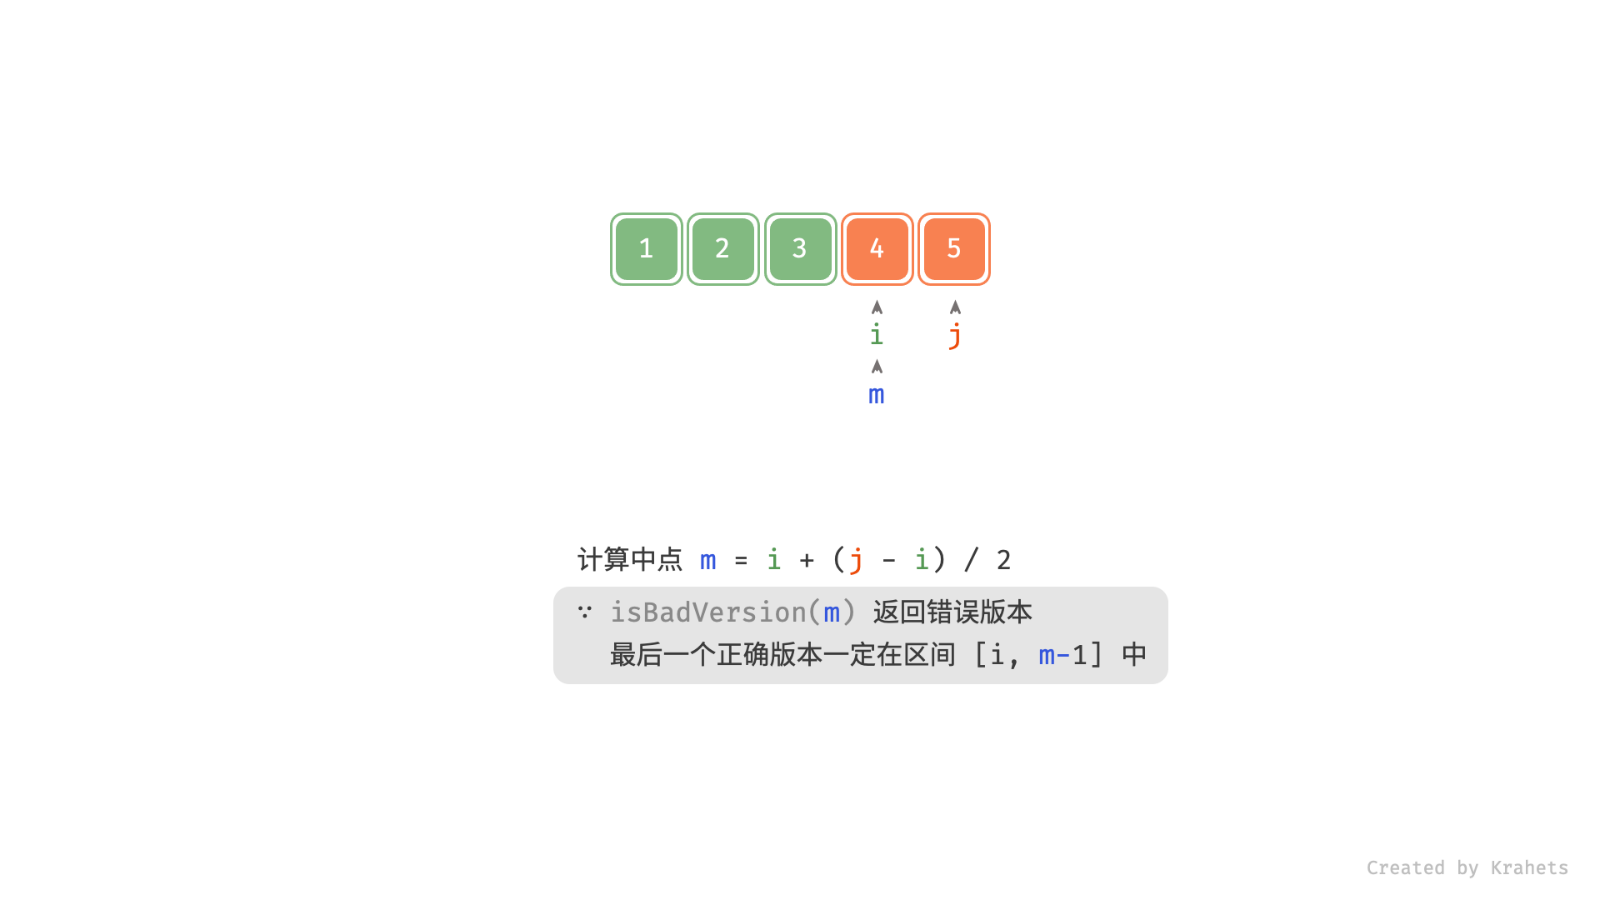 1 2 3 4 5
i j
m
计算中点 m = i + (j - i) / 2
∵ isBadVersion(m) 返回错误版本
最后一个正确版本一定在区间 [i, m-1] 中
Created by Krahets